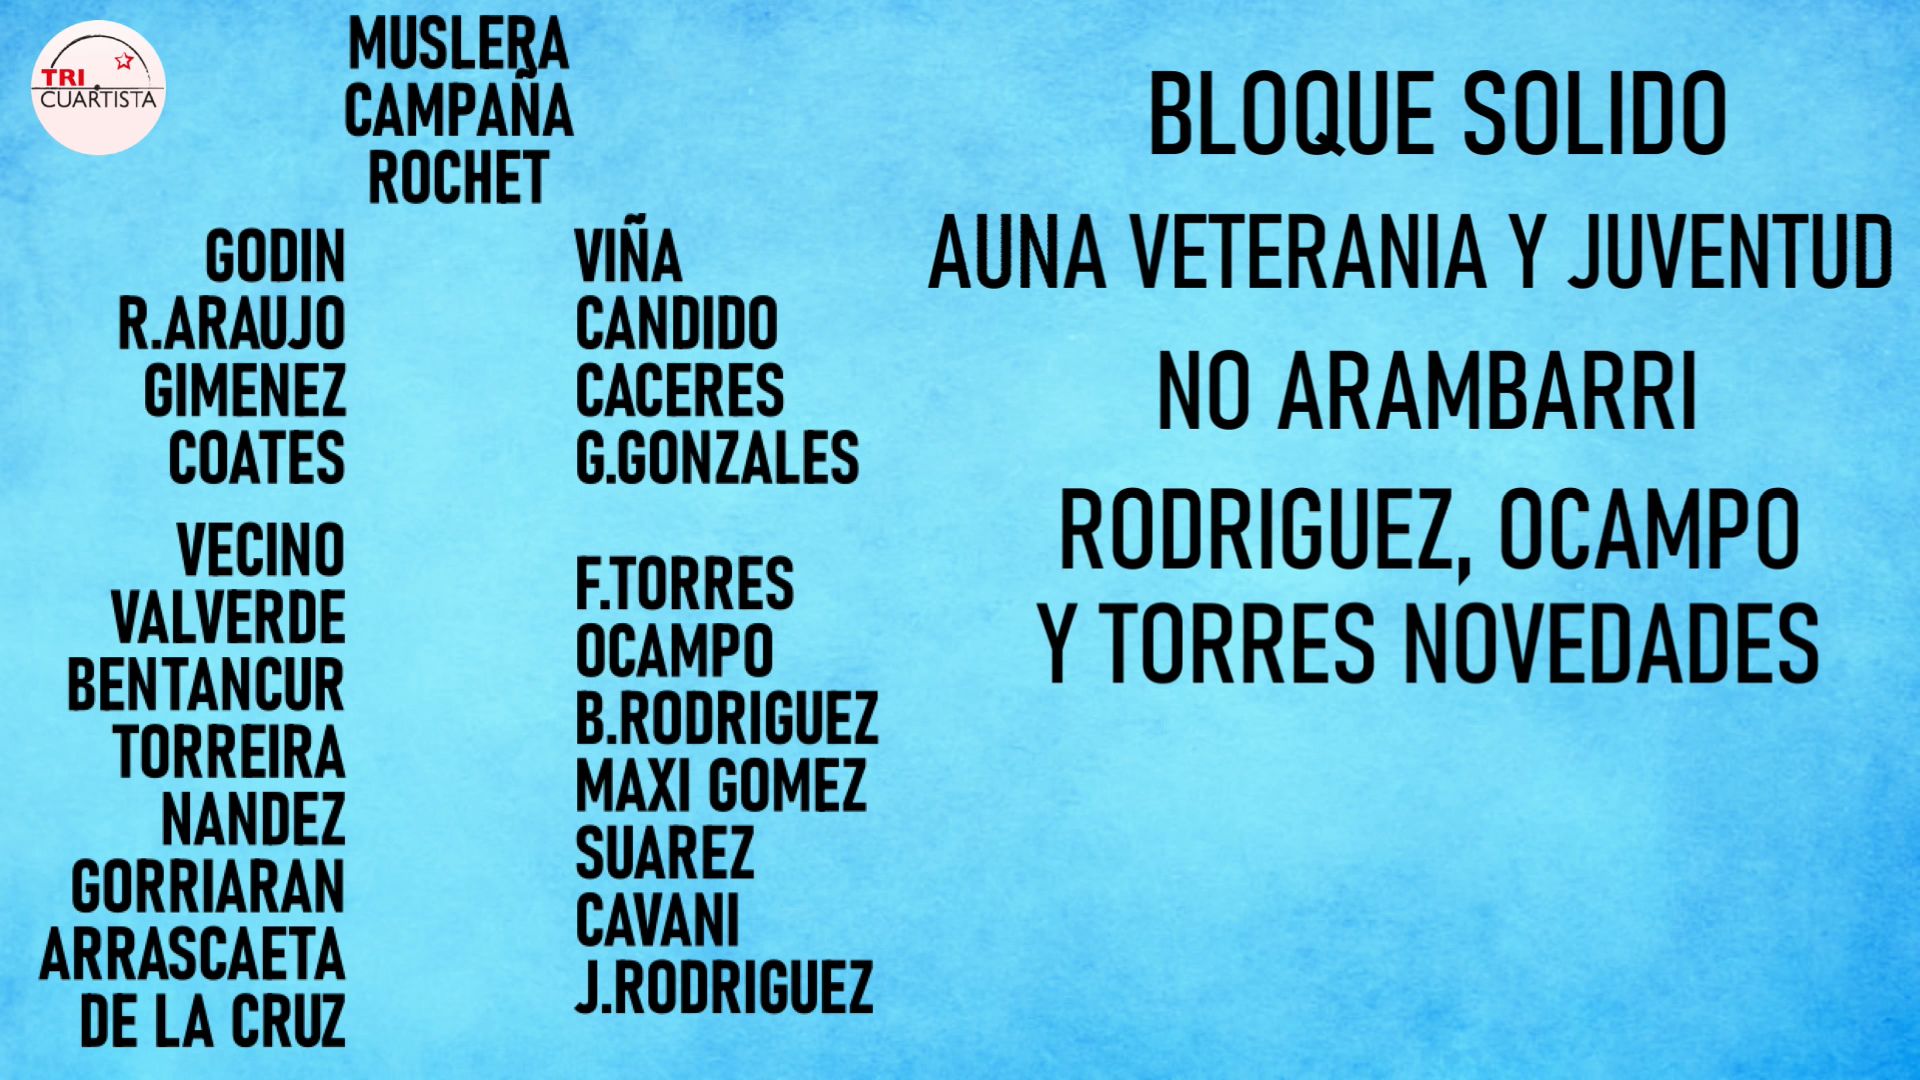 TRI
CUARTISTA
MUSLERA
CAMPAÑA
ROCHET
GODIN
R.ARAUJO
GIMENEZ
COATES
VECINO
VALVERDE
BENTANCUR
TORREIRA
NANDEZ
GORRIARAN
ARRASCAETA
DE LA CRUZ
VIÑA
CANDIDO
CACERES
G.GONZALES
F.TORRES
OCAMPO
B.RODRIGUEZ
MAXI GOMEZ
SUAREZ
CAVANI
J.RODRIGUEZ
BLOQUE SOLIDO
AUNA VETERANIA Y JUVENTUD
NO ARAMBARRI
RODRIGUEZ, OCAMPO
Y TORRES NOVEDADES